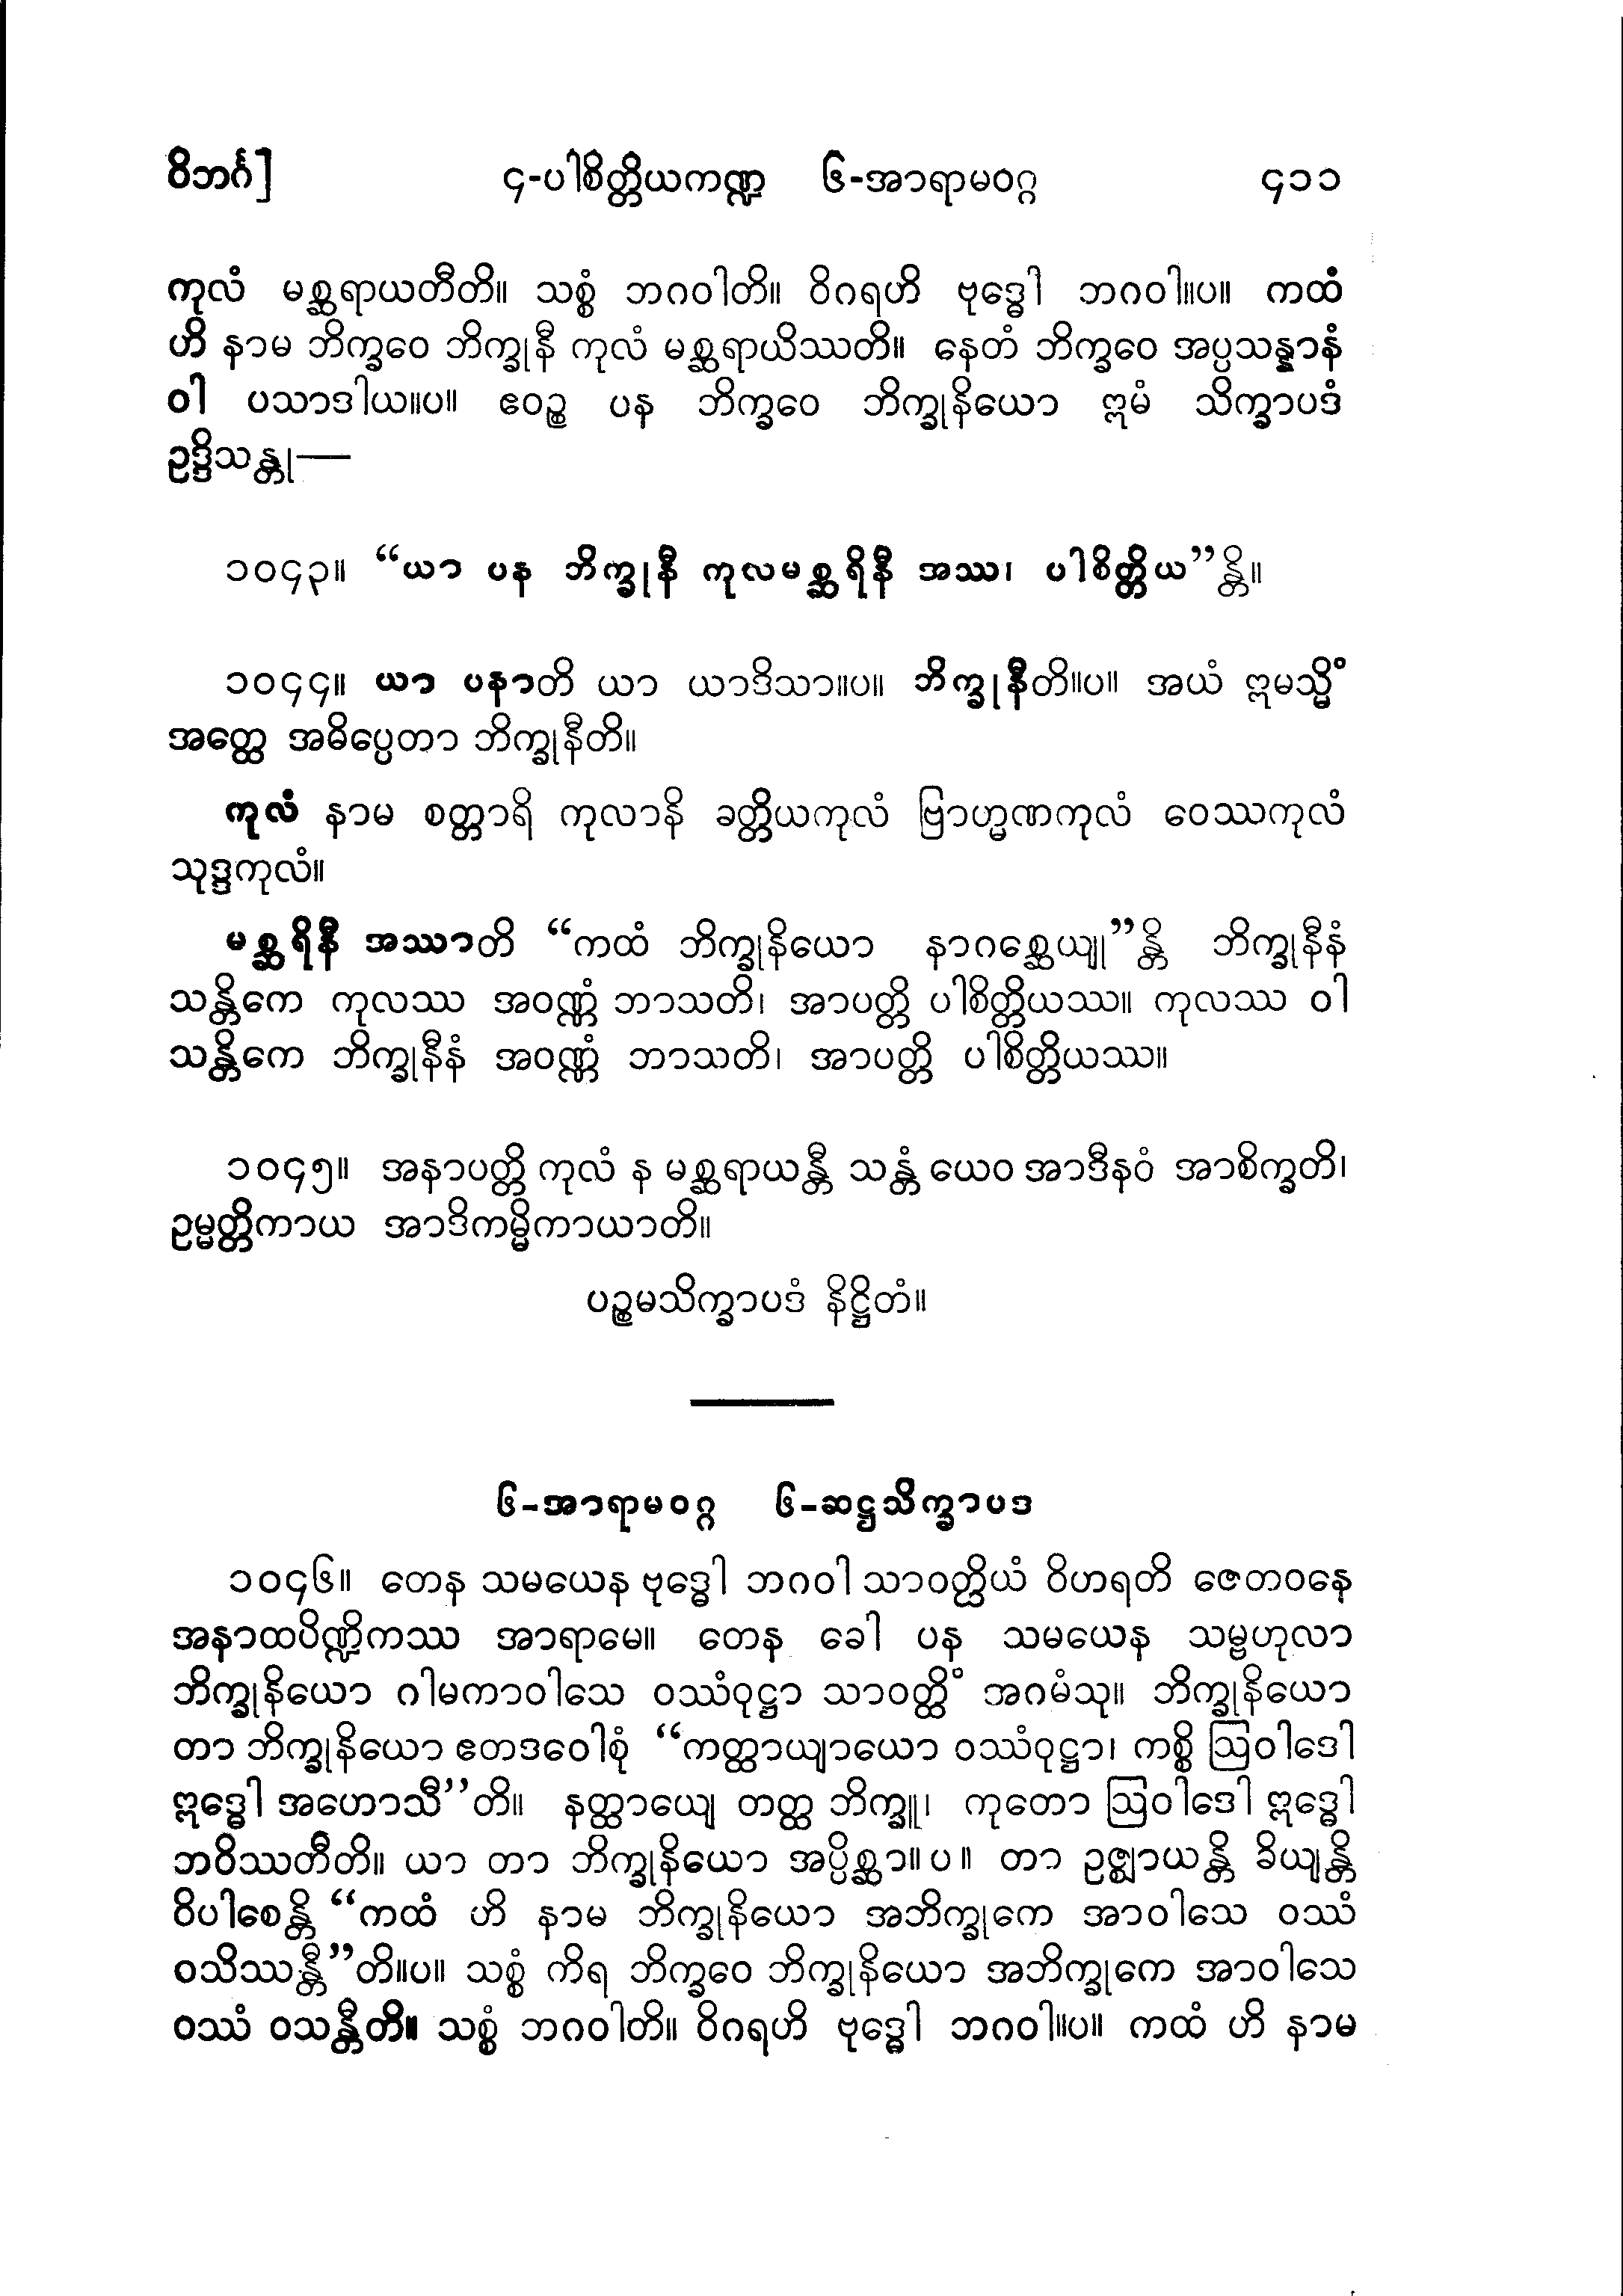 ဝိဘင်္ဂ] ၄-ပါစိတ္တိယကဏ္ဍ ၆-အာရာမဝဂ္ဂ ၄၁၁
ကုလံ မစ္ဆရာယတီတိ။ သစ္စံ ဘဂဝါတိ။ ဝိဂရဟိ ဗုဒ္ဓေါ ဘဂဝါ။ပ။ ကထံ
ဟိ နာမ ဘိက္ခဝေ ဘိက္ခုနီ ကုလံ မစ္ဆရာယိဿတိ။ နေတံ ဘိက္ခဝေ အပ္ပသန္နာနံ
ဝါ ပသာဒါယ။ပ။ ဧဝဉ္စ ပန ဘိက္ခဝေ ဘိက္ခုနိယော ဣမံ သိက္ခာပဒံ
ဥဒ္ဒိသန္တု—
၁၀၄၃။ “ယာ ပန ဘိက္ခုနီ ကုလမစ္ဆရိနီ အဿ၊ ပါစိတ္တိယ”န္တိ။
၁၀၄၄။ ယာ ပနာတိ ယာ ယာဒိသာ။ပ။ ဘိက္ခုနီတိ။ပ။ အယံ ဣမသ္မိံ
အတ္ထေ အဓိပ္ပေတာ ဘိက္ခုနီတိ။
ကုလံ နာမ စတ္တာရိ ကုလာနိ ခတ္တိယကုလံ ဗြာဟ္မဏကုလံ ဝေဿကုလံ
သုဒ္ဒကုလံ။
မစ္ဆရိနီ အဿာတိ “ကထံ ဘိက္ခုနိယော နာဂစ္ဆေယျု”န္တိ ဘိက္ခုနီနံ
သန္တိကေ ကုလဿ အဝဏ္ဏံ ဘာသတိ၊ အာပတ္တိ ပါစိတ္တိယဿ။ ကုလဿ ဝါ
သန္တိကေ ဘိက္ခုနီနံ အဝဏ္ဏံ ဘာသတိ၊ အာပတ္တိ ပါစိတ္တိယဿ။
၁၀၄၅။ အနာပတ္တိ ကုလံ န မစ္ဆရာယန္တီ သန္တံ ယေဝ အာဒီနဝံ အာစိက္ခတိ၊
ဥမ္မတ္တိကာယ အာဒိကမ္မိကာယာတိ။
ပဉ္စမသိက္ခာပဒံ နိဋ္ဌိတံ။
၆-အာရာမဝဂ္ဂ ၆-ဆဋ္ဌသိက္ခာပဒ
၁၀၄၆။ တေန သမယေန ဗုဒ္ဓေါ ဘဂဝါ သာဝတ္ထိယံ ဝိဟရတိ ဇေတဝနေ
အနာထပိဏ္ဍိကဿ အာရာမေ။ တေန ခေါ ပန သမယေန သမ္ဗဟုလာ
ဘိက္ခုနိယော ဂါမကာဝါသေ ဝဿံဝုဋ္ဌာ သာဝတ္ထိံ အဂမံသု။ ဘိက္ခုနိယော
တာ ဘိက္ခုနိယော ဧတဒဝေါစုံ “ကတ္ထာယျာယော ဝဿံဝုဋ္ဌာ၊ ကစ္စိ ဩဝါဒေါ
ဣဒ္ဓေါ အဟောသီ”တိ။ နတ္ထာယျေ တတ္ထ ဘိက္ခူ၊ ကုတော ဩဝါဒေါ ဣဒ္ဓေါ
ဘဝိဿတီတိ။ ယာ တာ ဘိက္ခုနိယော အပ္ပိစ္ဆာ။ပ။ တာ ဥဇ္ဈာယန္တိ ခိယျန္တိ
ဝိပါစေန္တိ “ကထံ ဟိ နာမ ဘိက္ခုနိယော အဘိက္ခုကေ အာဝါသေ ဝဿံ
ဝသိဿန္တီ”တိ။ပ။ သစ္စံ ကိရ ဘိက္ခဝေ ဘိက္ခုနိယော အဘိက္ခုကေ အာဝါသေ
ဝဿံ ဝသန္တီတိ။ သစ္စံ ဘဂဝါတိ။ ဝိဂရဟိ ဗုဒ္ဓေါ ဘဂဝါ။ပ။ ကထံ ဟိ နာမ